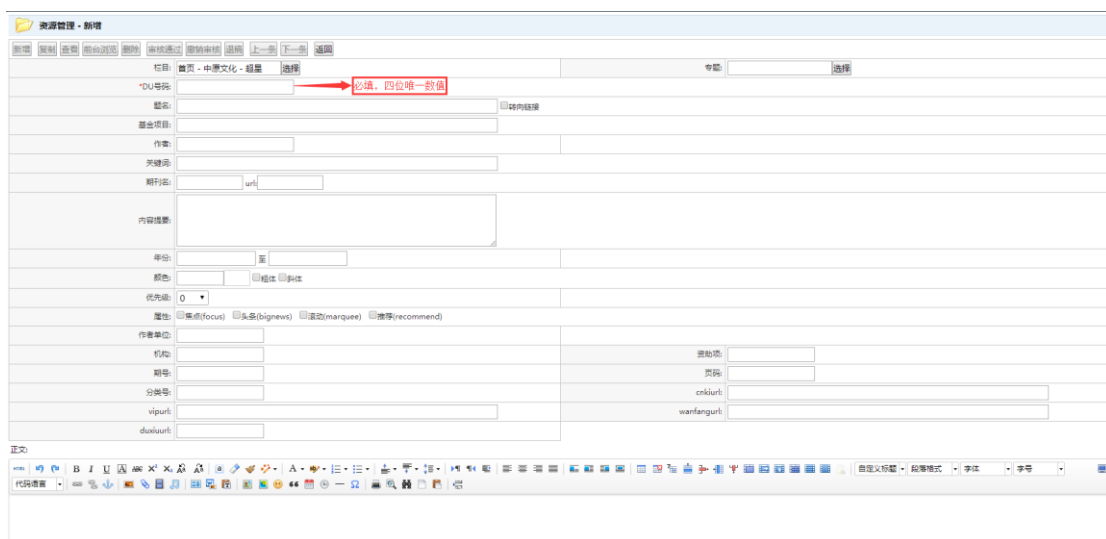 资源管理 - 新增
新增 复制 查看 前台浏览 删除 审核通过 撤销审核 退稿 上一条 下一条 返回
栏目: 首页 - 中原文化 - 超星 选择 专题: 选择
*DU号码: 必填，四位唯一数值
题名: 转向链接
基金项目:
作者:
关键词:
期刊名: url:
内容提要:
年份: 至
颜色: 粗体 斜体
优先级: 0
属性: 焦点(focus) 头条(bignews) 滚动(marquee) 推荐(recommend)
作者单位:
机构: 资助项:
期号: 页码:
分类号: cnkiurl:
vipurl: wanfangurl:
duxiuurl:
正文:
HTML B I U A ABC X² X₂ 自定义标题 段落格式 字体 字号
代码语言